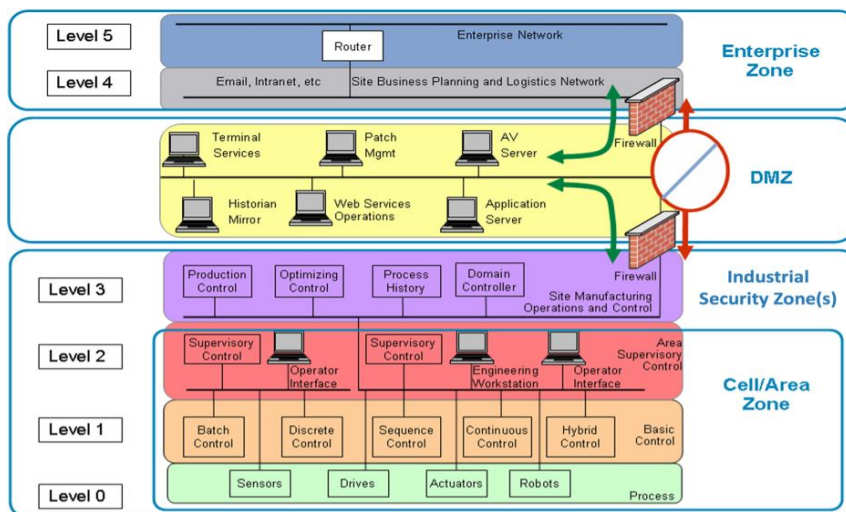 Level 5
Router
Enterprise Network
Enterprise
Zone
Level 4
Email, Intranet, etc
Site Business Planning and Logistics Network
Firewall
Terminal
Services
Patch
Mgmt
AV
Server
DMZ
Historian
Mirror
Web Services
Operations
Application
Server
Firewall
Level 3
Production
Control
Optimizing
Control
Process
History
Domain
Controller
Site Manufacturing
Operations and Control
Industrial
Security Zone(s)
Level 2
Supervisory
Control
Operator
Interface
Supervisory
Control
Engineering
Workstation
Operator
Interface
Area
Supervisory
Control
Cell/Area
Zone
Level 1
Batch
Control
Discrete
Control
Sequence
Control
Continuous
Control
Hybrid
Control
Basic
Control
Level 0
Sensors
Drives
Actuators
Robots
Process